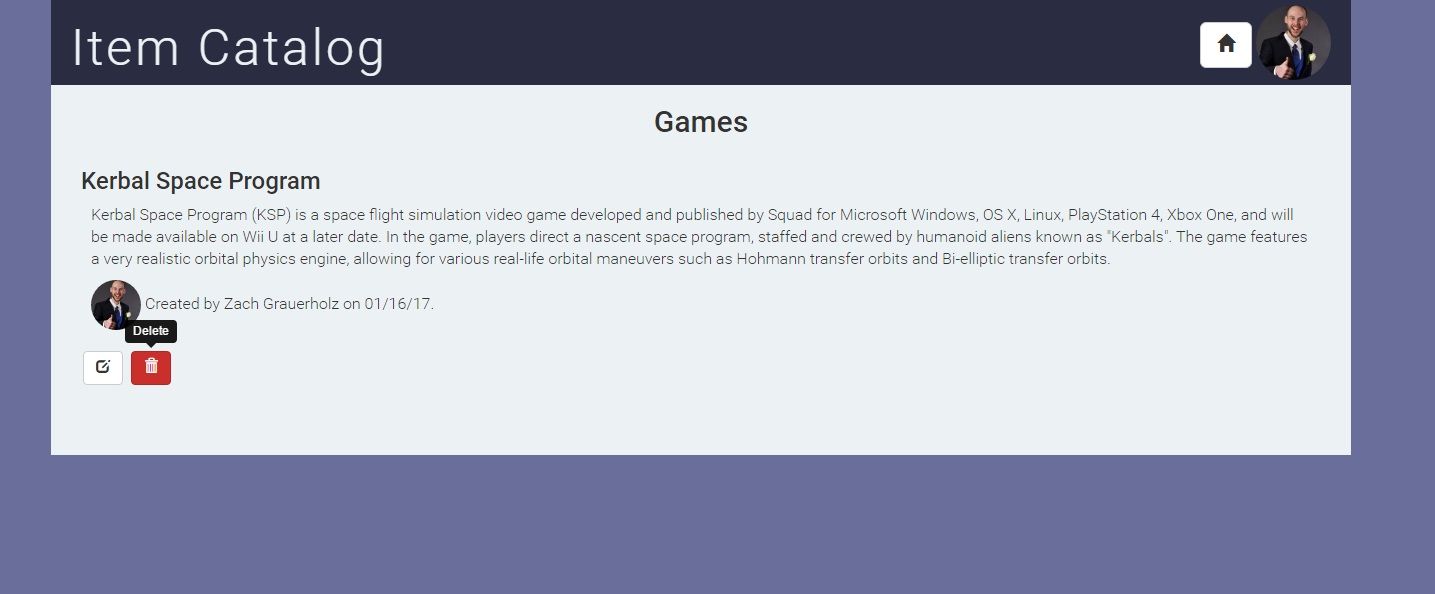 Item Catalog
Games
Kerbal Space Program
Kerbal Space Program (KSP) is a space flight simulation video game developed and published by Squad for Microsoft Windows, OS X, Linux, PlayStation 4, Xbox One, and will
be made available on Wii U at a later date. In the game, players direct a nascent space program, staffed and crewed by humanoid aliens known as "Kerbals". The game features
a very realistic orbital physics engine, allowing for various real-life orbital maneuvers such as Hohmann transfer orbits and Bi-elliptic transfer orbits.
Created by Zach Grauerholz on 01/16/17.
Delete